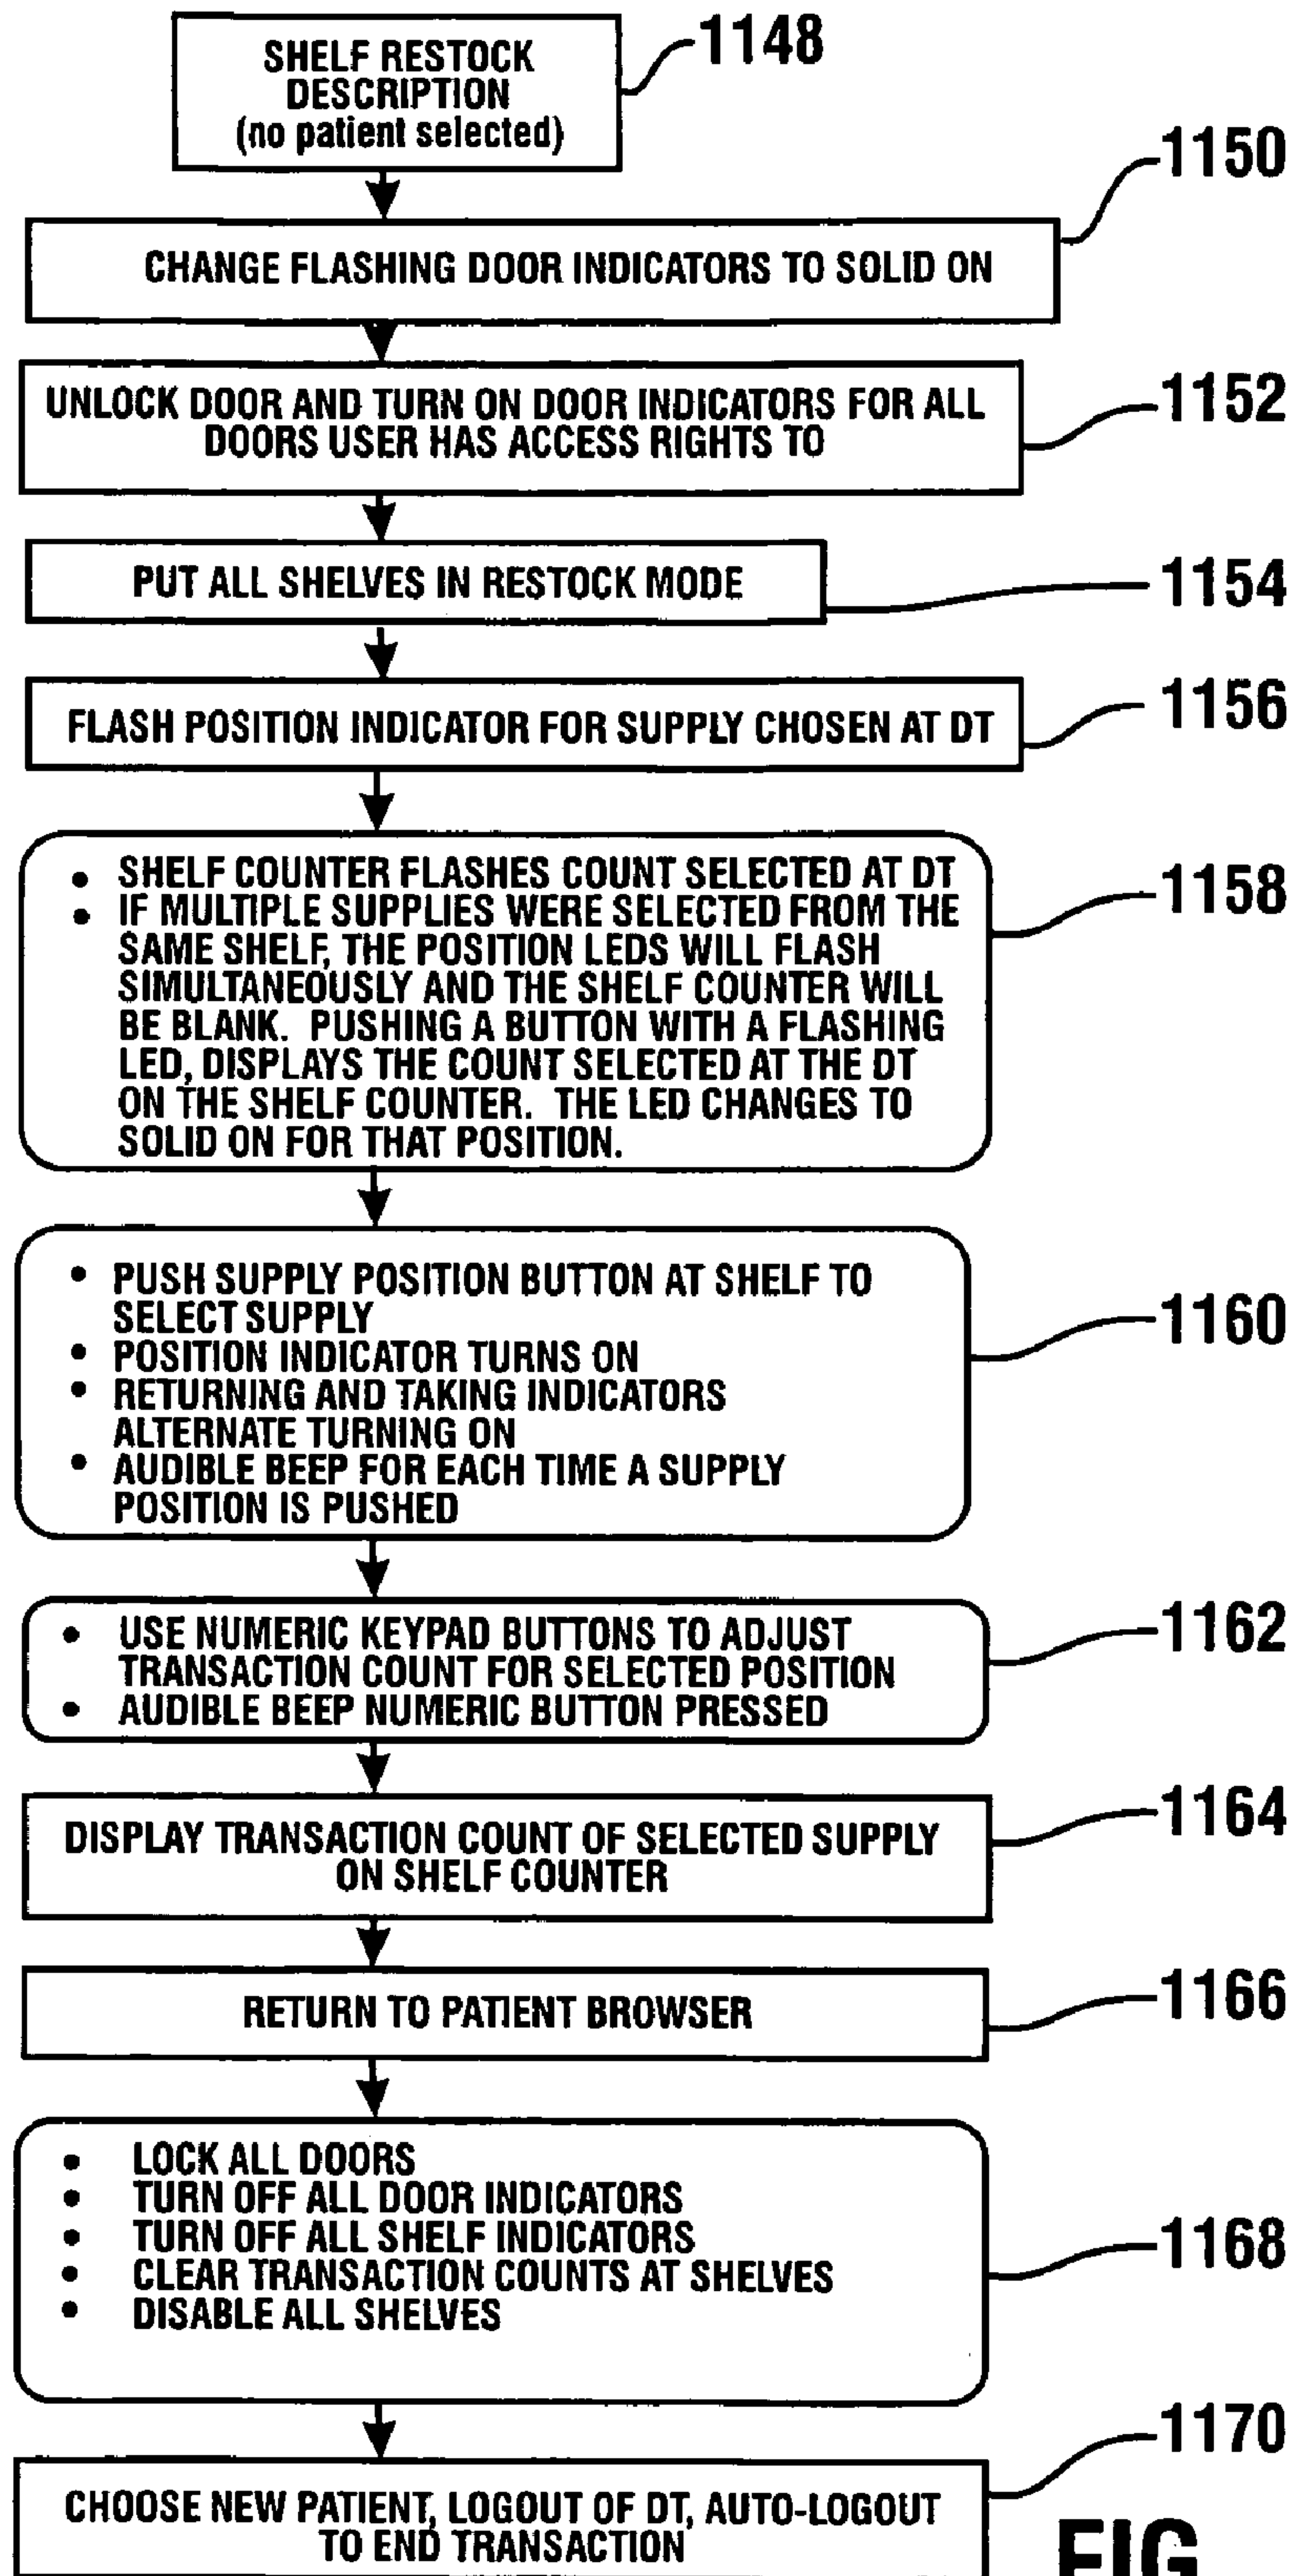 SHELF RESTOCK
DESCRIPTION
(no patient selected)
1148
1150
CHANGE FLASHING DOOR INDICATORS TO SOLID ON
UNLOCK DOOR AND TURN ON DOOR INDICATORS FOR ALL
DOORS USER HAS ACCESS RIGHTS TO
1152
PUT ALL SHELVES IN RESTOCK MODE
1154
FLASH POSITION INDICATOR FOR SUPPLY CHOSEN AT DT
1156
• SHELF COUNTER FLASHES COUNT SELECTED AT DT
• IF MULTIPLE SUPPLIES WERE SELECTED FROM THE
SAME SHELF, THE POSITION LEDS WILL FLASH
SIMULTANEOUSLY AND THE SHELF COUNTER WILL
BE BLANK. PUSHING A BUTTON WITH A FLASHING
LED, DISPLAYS THE COUNT SELECTED AT THE DT
ON THE SHELF COUNTER. THE LED CHANGES TO
SOLID ON FOR THAT POSITION.
1158
• PUSH SUPPLY POSITION BUTTON AT SHELF TO
SELECT SUPPLY
• POSITION INDICATOR TURNS ON
• RETURNING AND TAKING INDICATORS
ALTERNATE TURNING ON
• AUDIBLE BEEP FOR EACH TIME A SUPPLY
POSITION IS PUSHED
1160
• USE NUMERIC KEYPAD BUTTONS TO ADJUST
TRANSACTION COUNT FOR SELECTED POSITION
• AUDIBLE BEEP NUMERIC BUTTON PRESSED
1162
DISPLAY TRANSACTION COUNT OF SELECTED SUPPLY
ON SHELF COUNTER
1164
RETURN TO PATIENT BROWSER
1166
• LOCK ALL DOORS
• TURN OFF ALL DOOR INDICATORS
• TURN OFF ALL SHELF INDICATORS
• CLEAR TRANSACTION COUNTS AT SHELVES
• DISABLE ALL SHELVES
1168
1170
CHOOSE NEW PATIENT, LOGOUT OF DT, AUTO-LOGOUT
TO END TRANSACTION
FIG